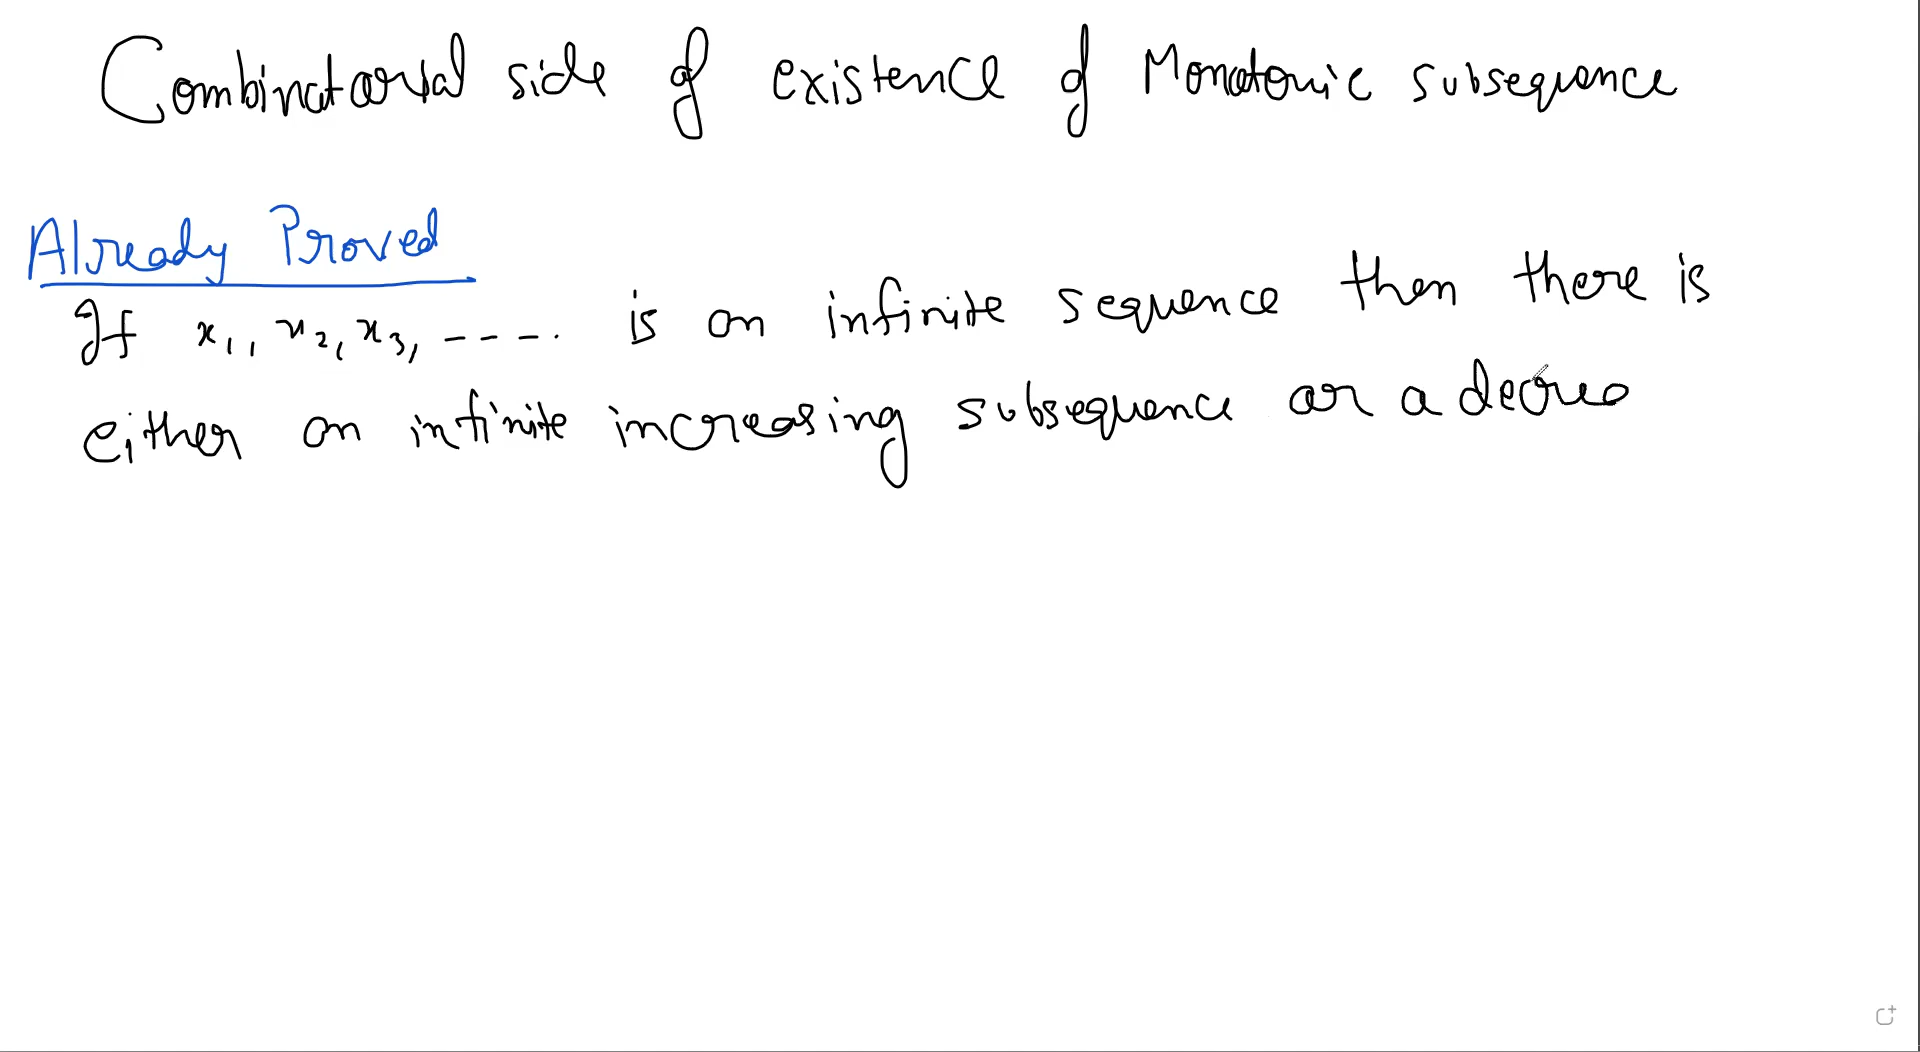 Combinatorial side of existence of Monotonic subsequence
Already Proved
If x₁, x₂, x₃, ----. is an infinite sequence then there is
either an infinite increasing subsequence or a decrea